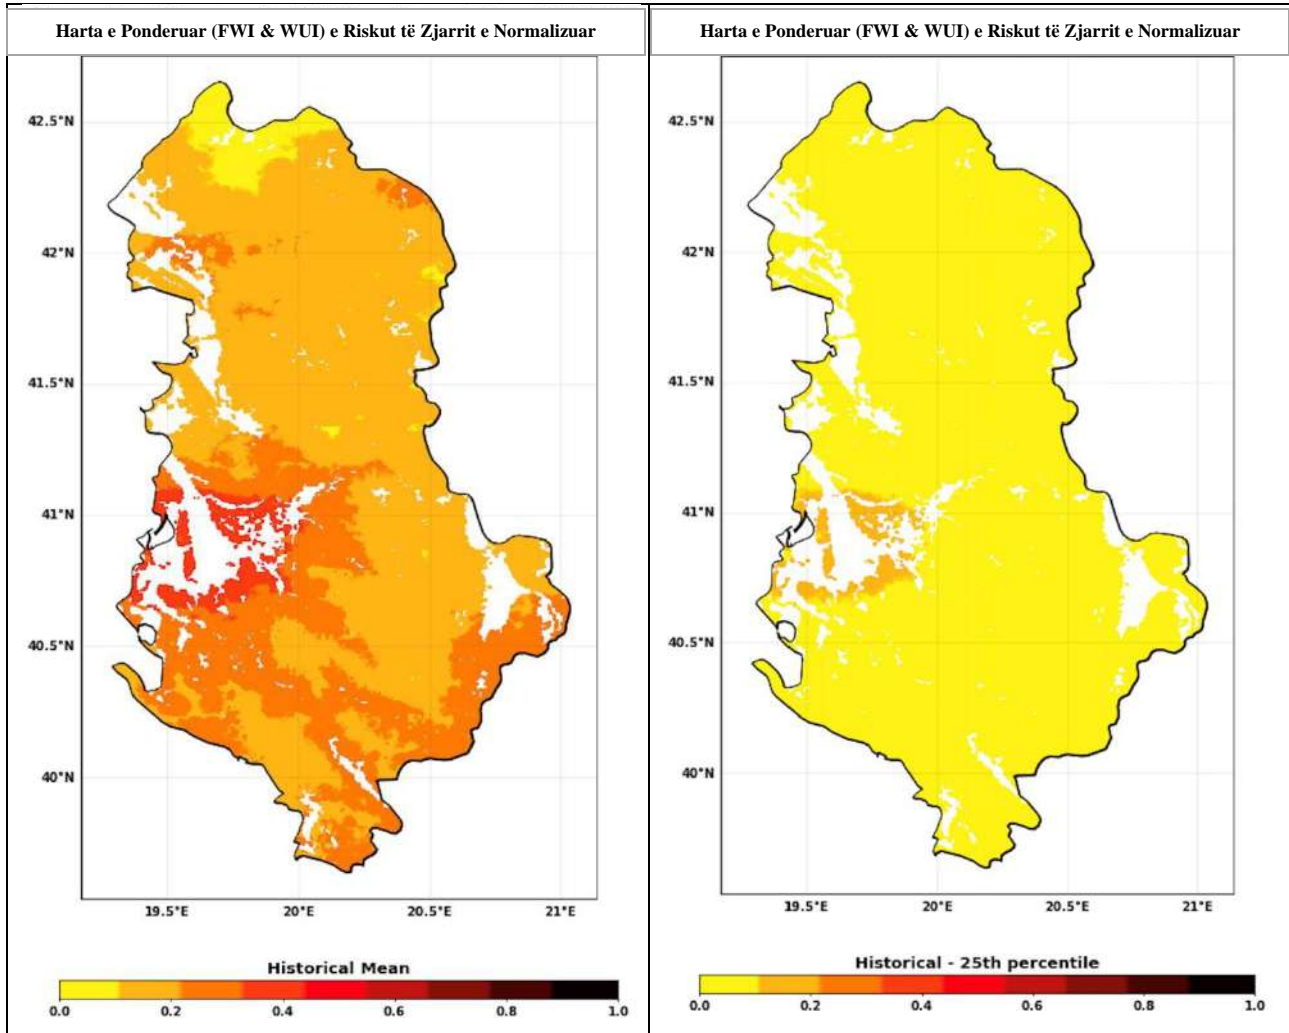 Harta e Ponderuar (FWI & WUI) e Riskut të Zjarrit e Normalizuar
42.5°N
42°N
41.5°N
41°N
40.5°N
40°N
19.5°E 20°E 20.5°E 21°E
Historical Mean
0.0 0.2 0.4 0.6 0.8 1.0
Harta e Ponderuar (FWI & WUI) e Riskut të Zjarrit e Normalizuar
42.5°N
42°N
41.5°N
41°N
40.5°N
40°N
19.5°E 20°E 20.5°E 21°E
Historical - 25th percentile
0.0 0.2 0.4 0.6 0.8 1.0